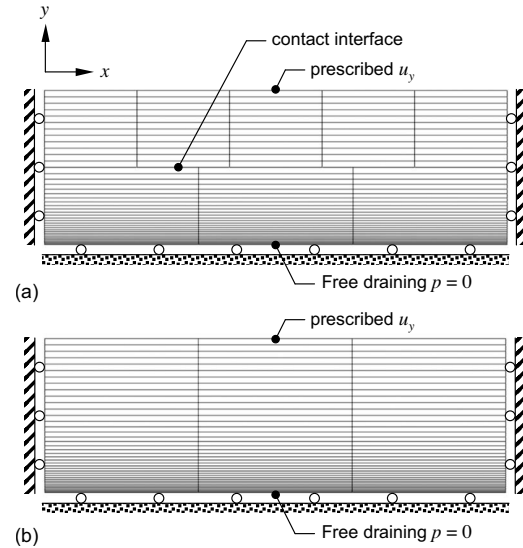 y
contact interface
x
prescribed u_y
Free draining p = 0
(a)
prescribed u_y
Free draining p = 0
(b)